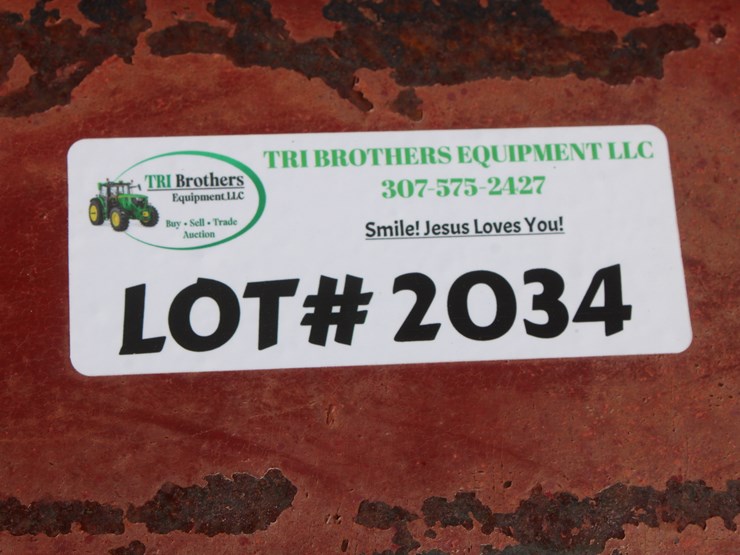 TRI Brothers
Equipment LLC
Buy - Sell - Trade
Auction
TRI BROTHERS EQUIPMENT LLC
307-575-2427
Smile! Jesus Loves You!
LOT# 2034